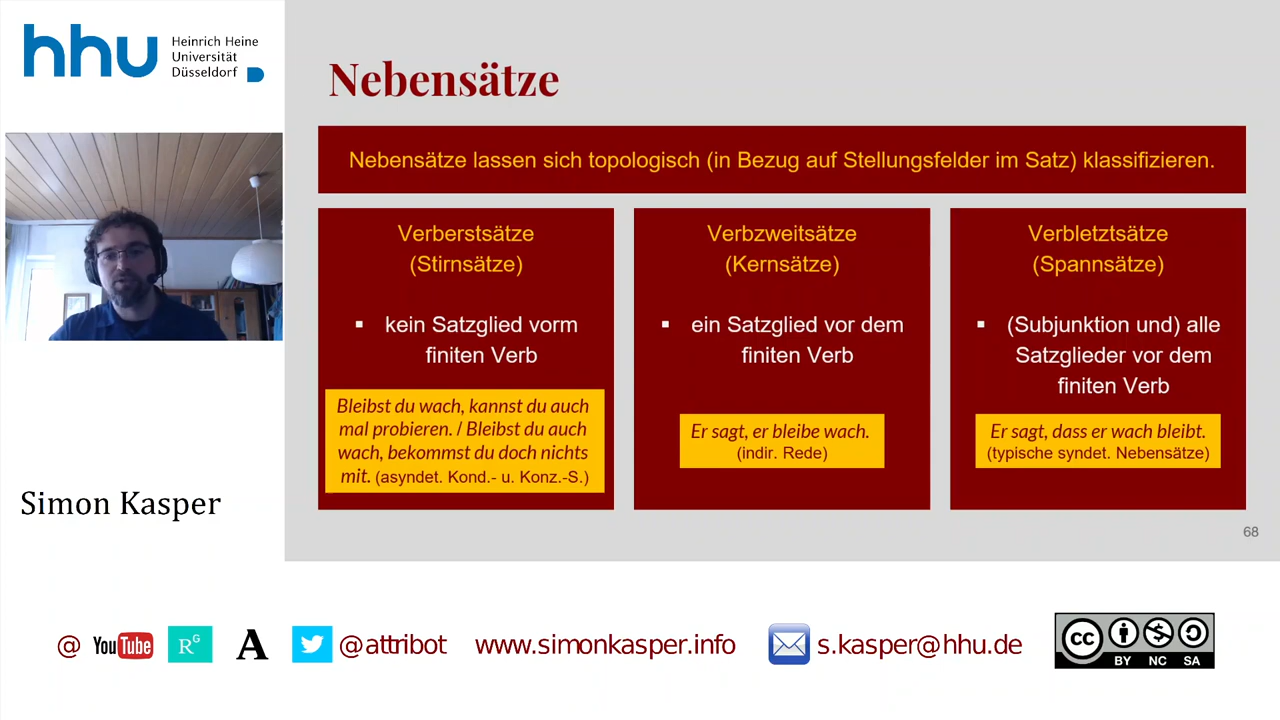 hhu
Heinrich Heine
Universität
Düsseldorf
Nebensätze
Nebensätze lassen sich topologisch (in Bezug auf Stellungsfelder im Satz) klassifizieren.
Verberstsätze
(Stirnsätze)
▪ kein Satzglied vorm
finiten Verb
Bleibst du wach, kannst du auch
mal probieren. / Bleibst du auch
wach, bekommst du doch nichts
mit. (asyndet. Kond.- u. Konz.-S.)
Verbzweitsätze
(Kernsätze)
▪ ein Satzglied vor dem
finiten Verb
Er sagt, er bleibe wach.
(indir. Rede)
Verbletztsätze
(Spannsätze)
▪ (Subjunktion und) alle
Satzglieder vor dem
finiten Verb
Er sagt, dass er wach bleibt.
(typische syndet. Nebensätze)
68
Simon Kasper
@ YouTube RG A @attribot www.simonkasper.info s.kasper@hhu.de
cc BY NC SA